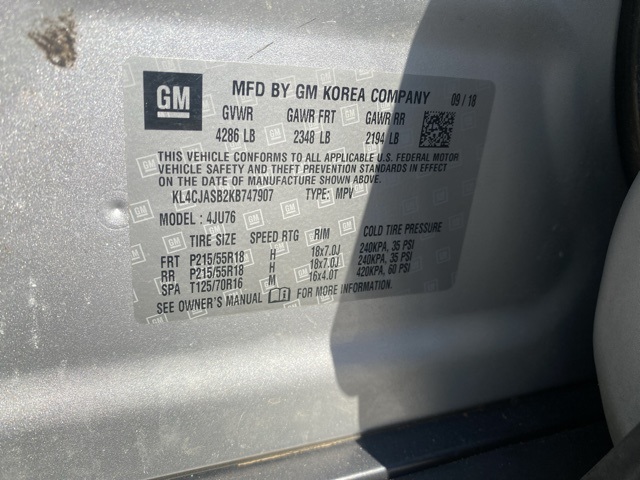 GM MFD BY GM KOREA COMPANY 09 / 18
GVWR GAWR FRT GAWR RR
4286 LB 2348 LB 2194 LB
THIS VEHICLE CONFORMS TO ALL APPLICABLE U.S. FEDERAL MOTOR
VEHICLE SAFETY AND THEFT PREVENTION STANDARDS IN EFFECT
ON THE DATE OF MANUFACTURE SHOWN ABOVE.
KL4CJASB2KB747907 TYPE: MPV
MODEL: 4JU76
TIRE SIZE SPEED RTG RIM COLD TIRE PRESSURE
FRT P215/55R18 H 18x7.0J 240KPA, 35 PSI
RR P215/55R18 H 18x7.0J 240KPA, 35 PSI
SPA T125/70R16 M 16x4.0T 420KPA, 60 PSI
SEE OWNER'S MANUAL FOR MORE INFORMATION